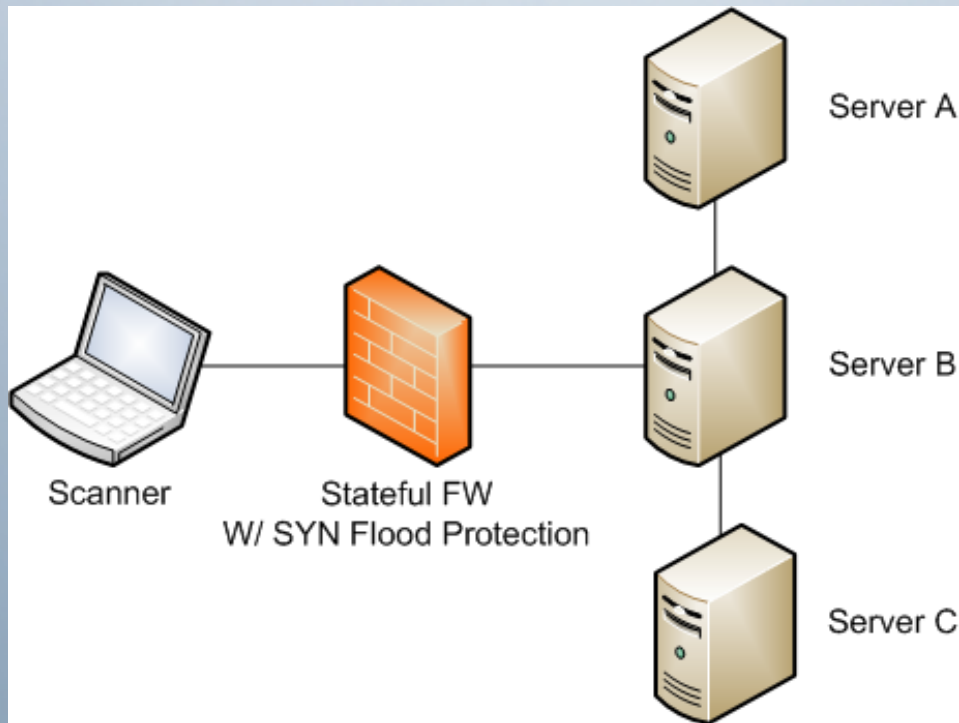 Server A
Server B
Scanner
Stateful FW
W/ SYN Flood Protection
Server C